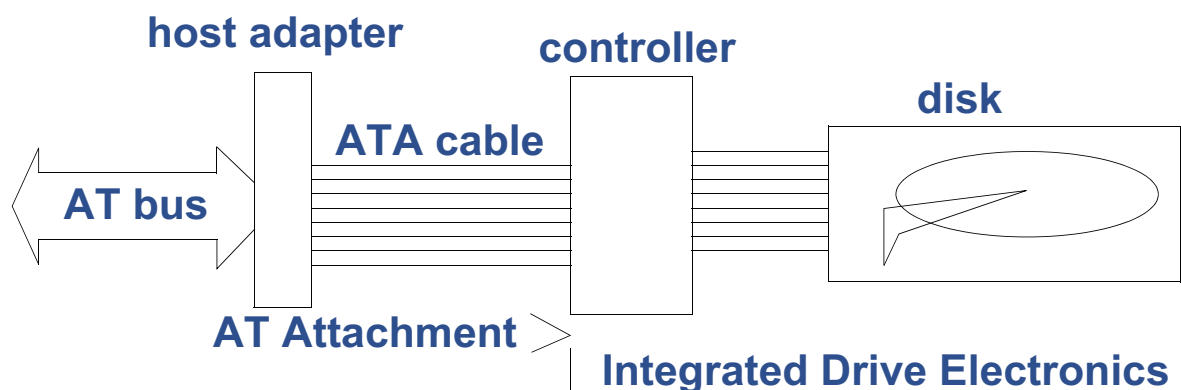 host adapter
controller
disk
ATA cable
AT bus
AT Attachment
Integrated Drive Electronics